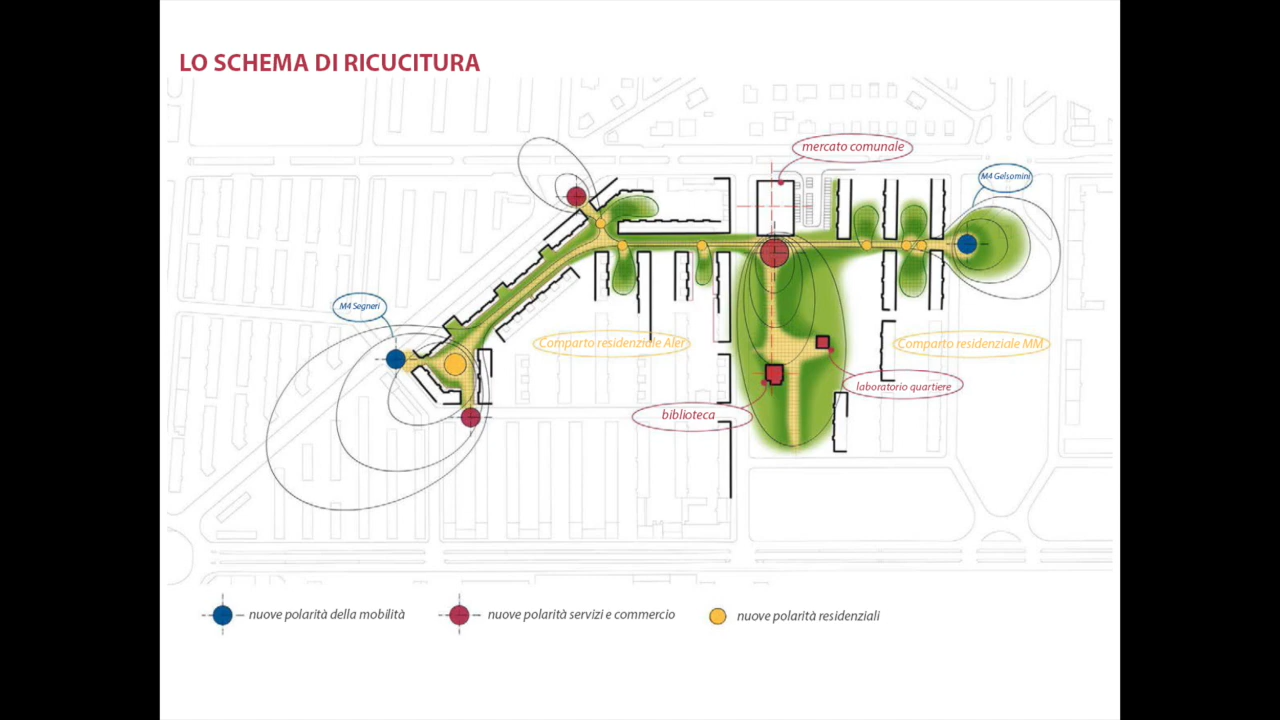 LO SCHEMA DI RICUCITURA
mercato comunale
M4 Gelsomini
M4 Segneri
Comparto residenziale Aler
Comparto residenziale MM
laboratorio quartiere
biblioteca
nuove polarità della mobilità
nuove polarità servizi e commercio
nuove polarità residenziali